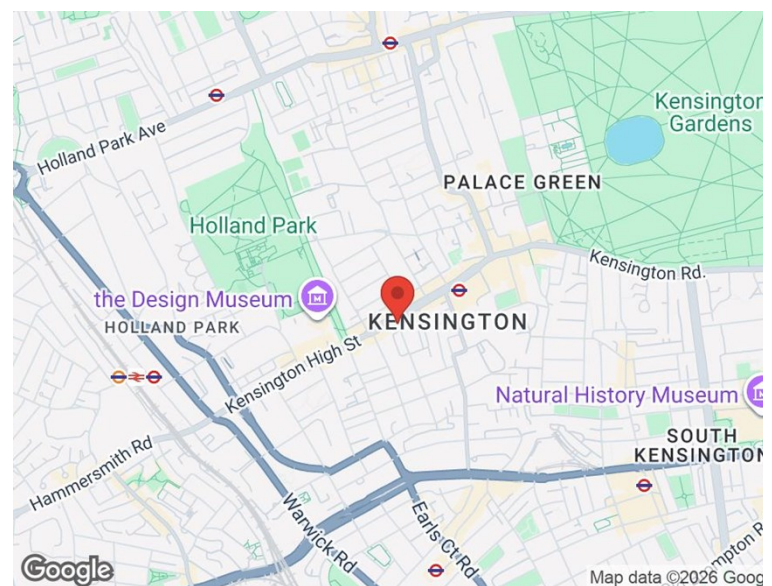 Kensington
Gardens
Holland Park Ave
PALACE GREEN
Holland Park
Kensington Rd.
the Design Museum
HOLLAND PARK
KENSINGTON
Kensington High St
Natural History Museum
SOUTH
KENSINGTON
Hammersmith Rd
Warwick Rd
Earls Ct Rd
Google
Map data ©2026 Goog